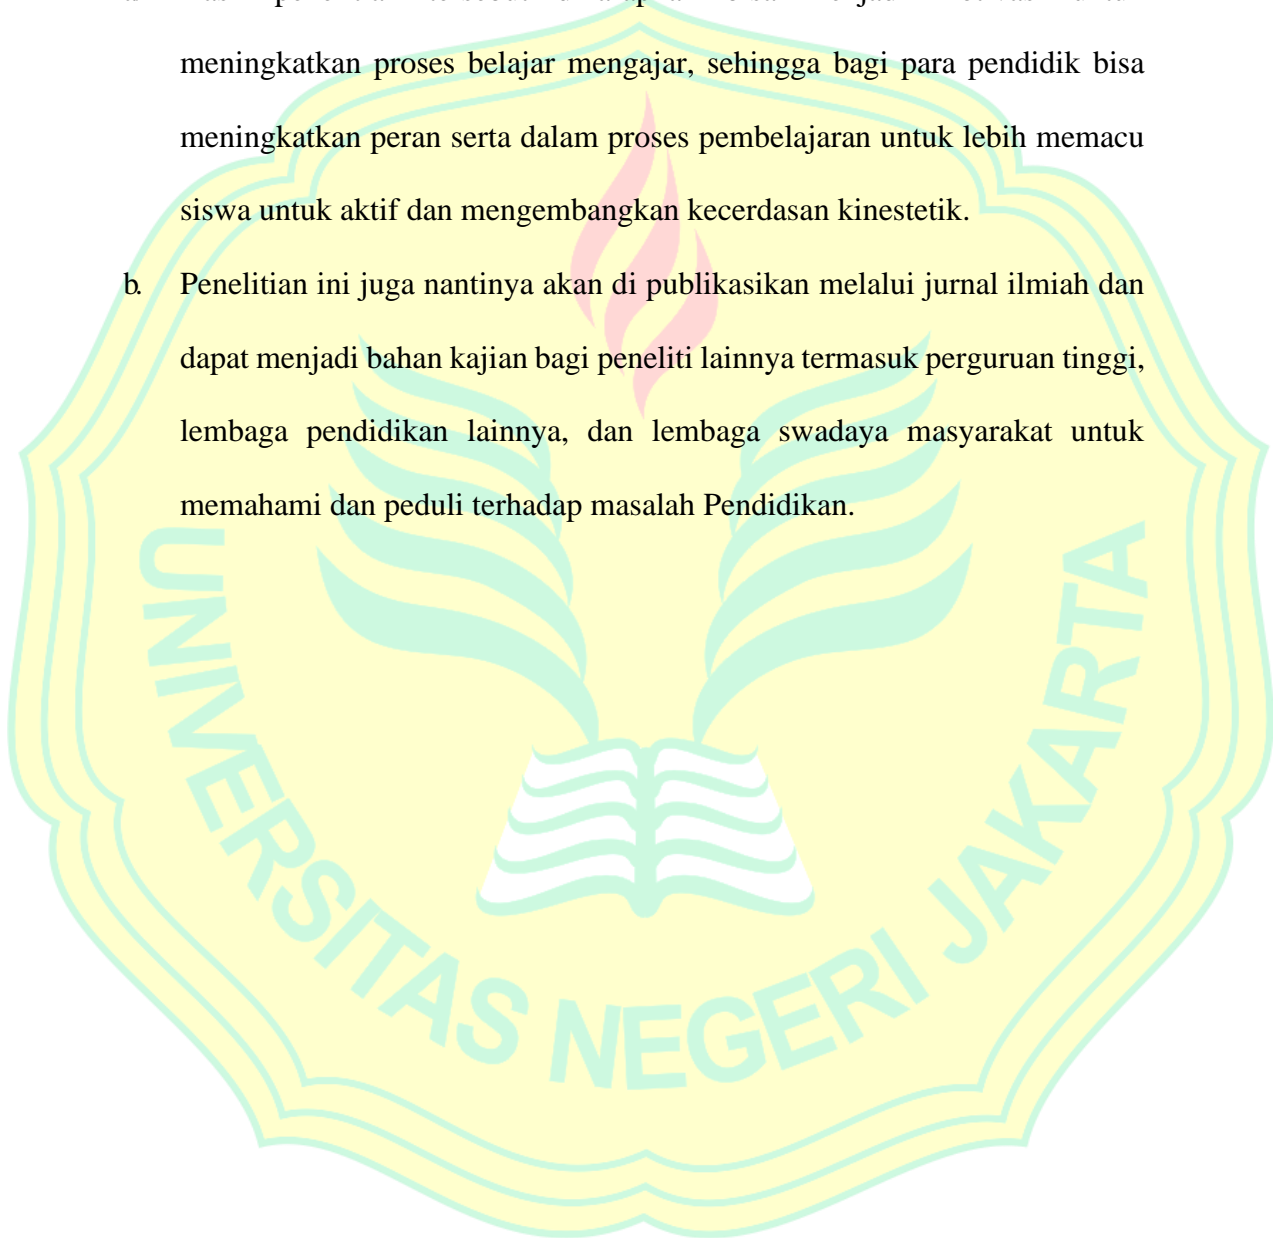 meningkatkan proses belajar mengajar, sehingga bagi para pendidik bisa
meningkatkan peran serta dalam proses pembelajaran untuk lebih memacu
siswa untuk aktif dan mengembangkan kecerdasan kinestetik.
b. Penelitian ini juga nantinya akan di publikasikan melalui jurnal ilmiah dan
dapat menjadi bahan kajian bagi peneliti lainnya termasuk perguruan tinggi,
lembaga pendidikan lainnya, dan lembaga swadaya masyarakat untuk
memahami dan peduli terhadap masalah Pendidikan.
UNIVERSITAS NEGERI JAKARTA